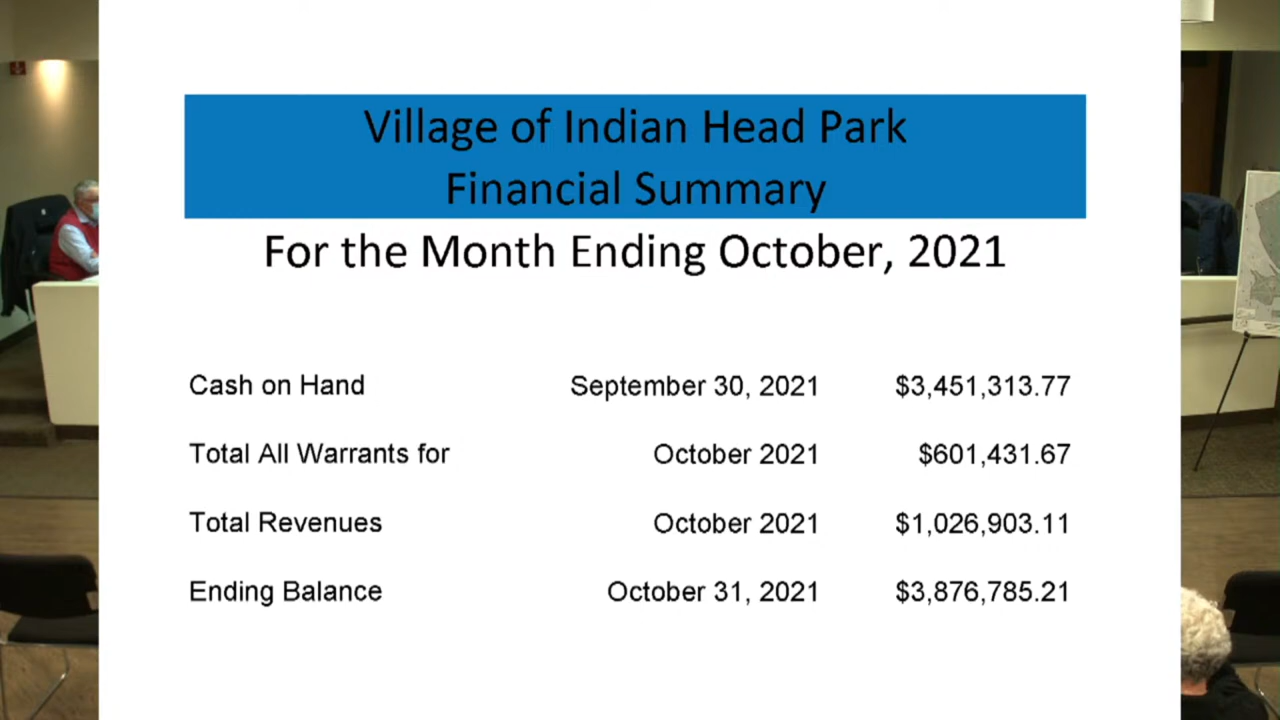 Village of Indian Head Park
Financial Summary
For the Month Ending October, 2021
Cash on Hand September 30, 2021 $3,451,313.77
Total All Warrants for October 2021 $601,431.67
Total Revenues October 2021 $1,026,903.11
Ending Balance October 31, 2021 $3,876,785.21